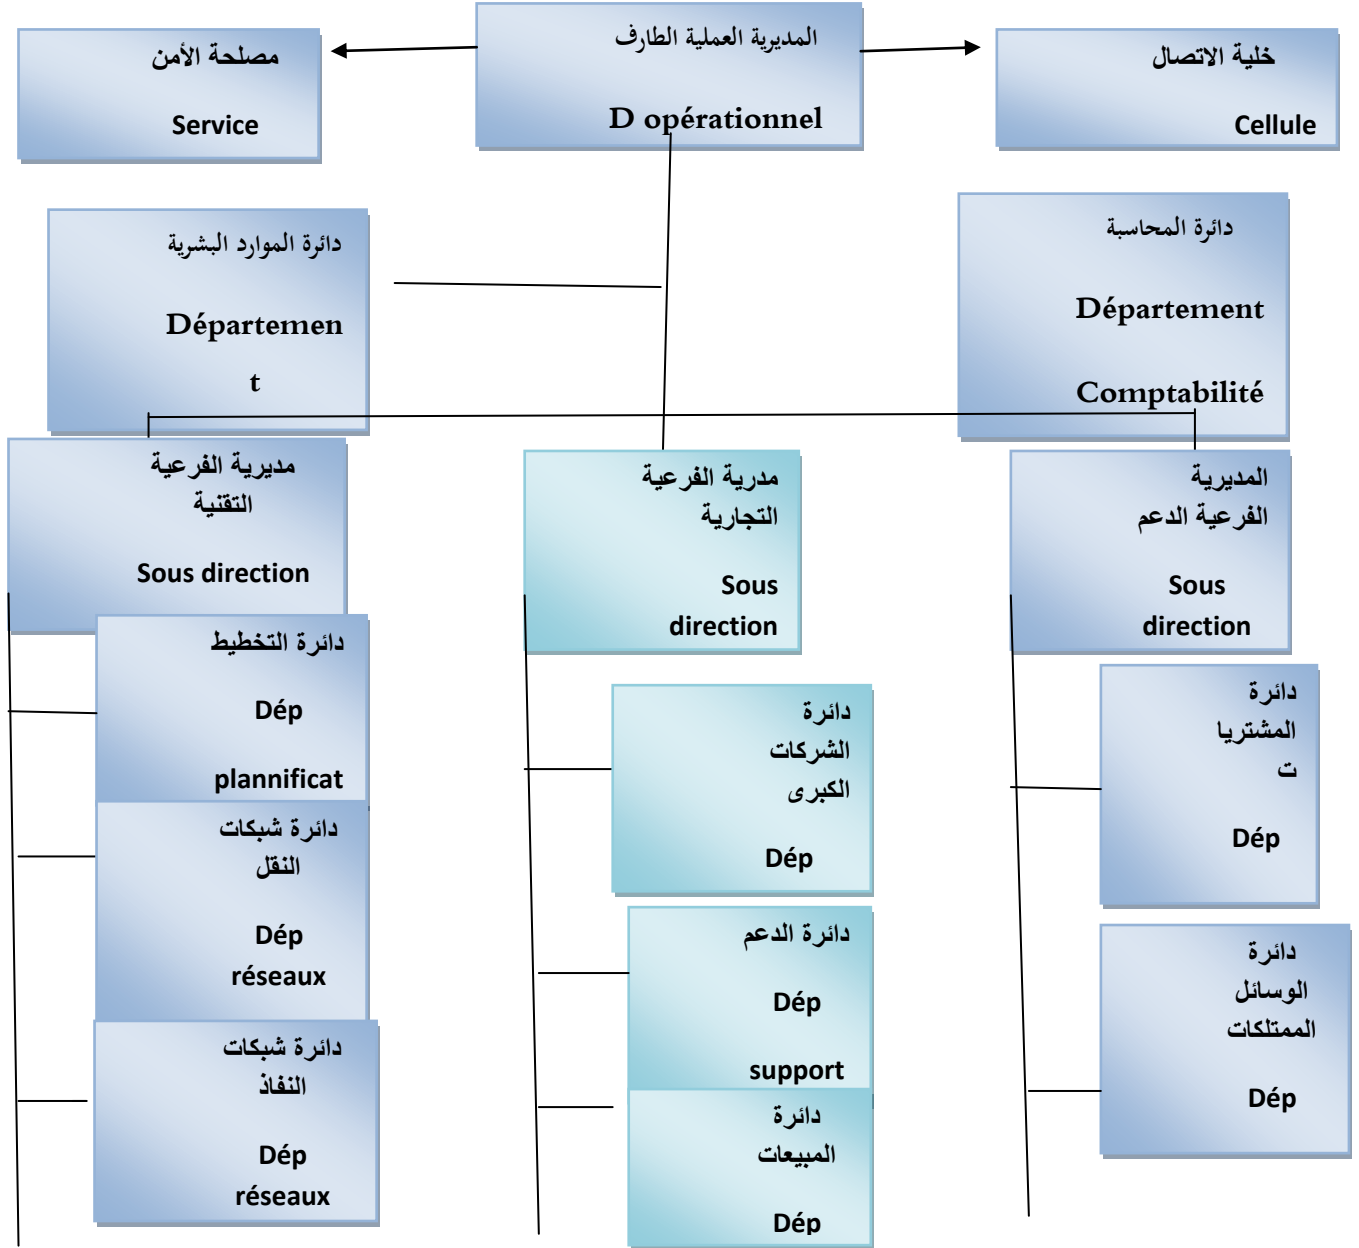 المديرية العملية الطارف
D opérationnel
مصلحة الأمن
Service
خلية الاتصال
Cellule
دائرة الموارد البشرية
Départemen
t
دائرة المحاسبة
Département
Comptabilité
مديرية الفرعية
التقنية
Sous direction
دائرة التخطيط
Dép
plannificat
دائرة شبكات
النقل
Dép
réseaux
دائرة شبكات
النفاذ
Dép
réseaux
مدرية الفرعية
التجارية
Sous
direction
دائرة
الشركات
الكبرى
Dép
دائرة الدعم
Dép
support
دائرة
المبيعات
Dép
المديرية
الفرعية الدعم
Sous
direction
دائرة
المشتريا
ت
Dép
دائرة
الوسائل
الممتلكات
Dép